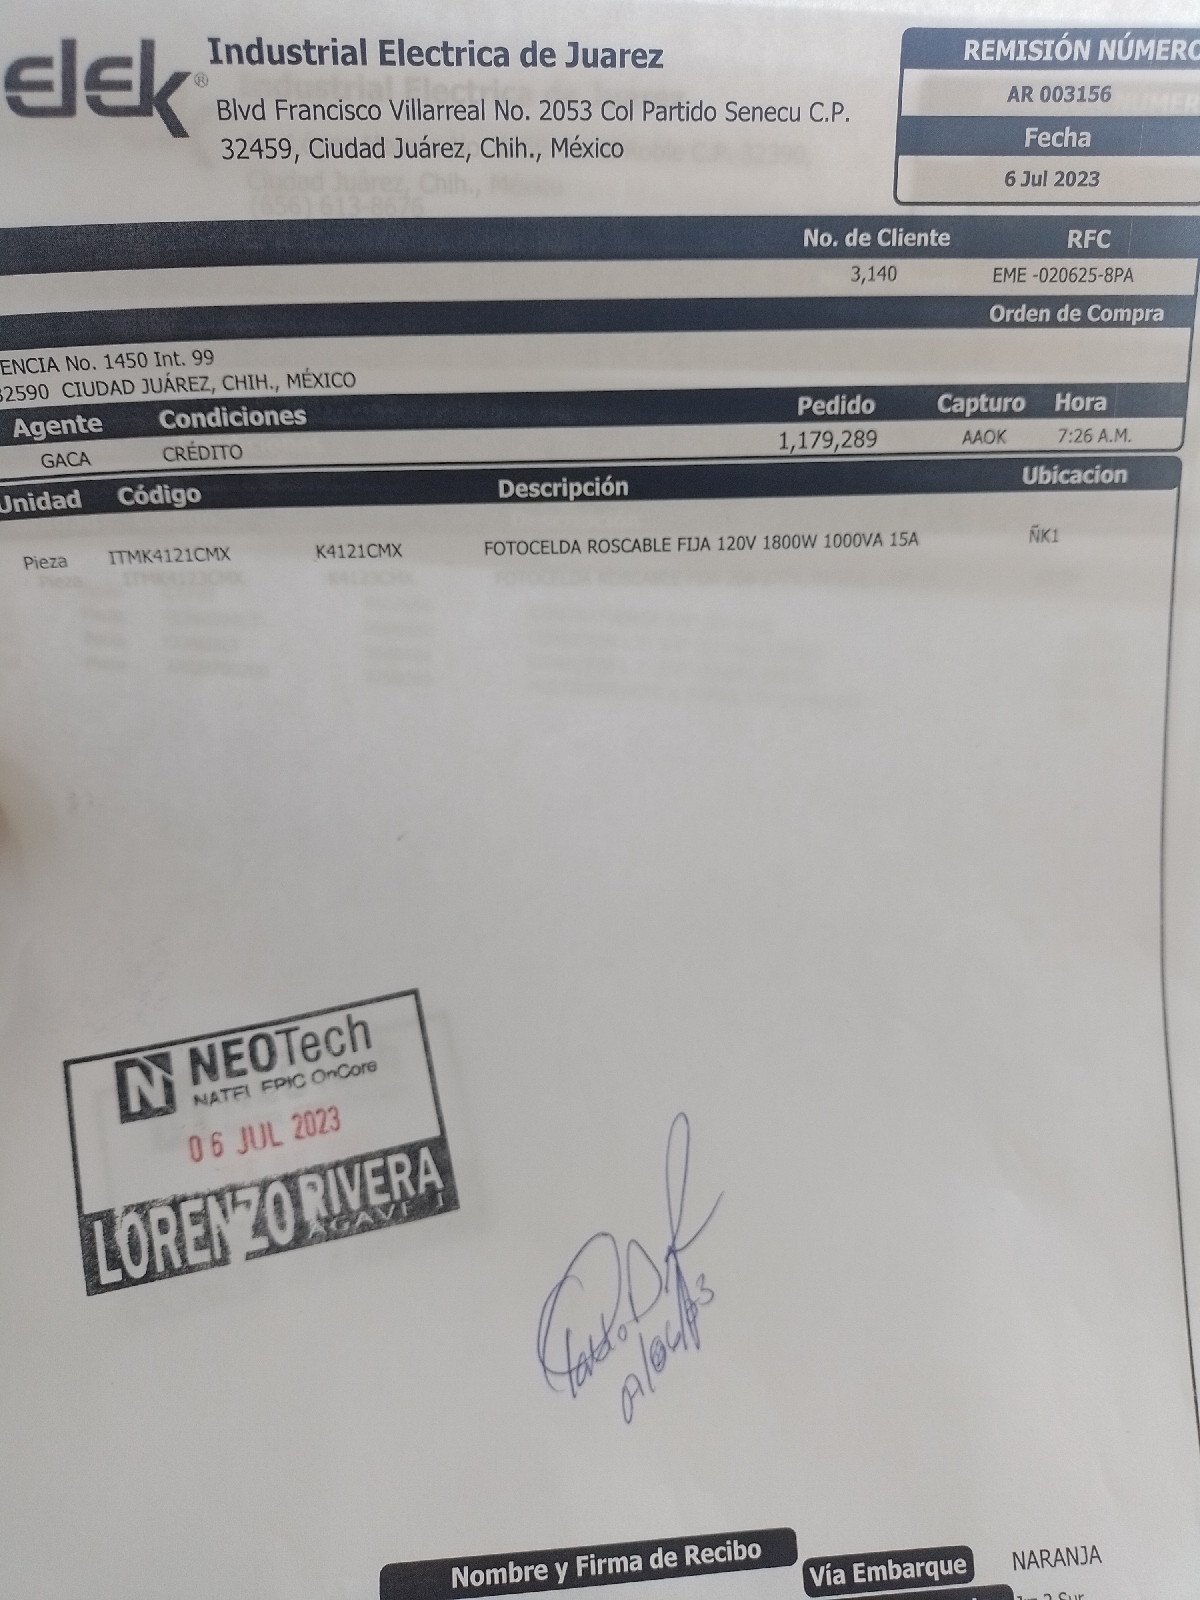 elek® Industrial Electrica de Juarez
Blvd Francisco Villarreal No. 2053 Col Partido Senecu C.P.
32459, Ciudad Juárez, Chih., México
REMISIÓN NÚMERO
AR 003156
Fecha
6 Jul 2023
No. de Cliente RFC
3,140 EME -020625-8PA
Orden de Compra
ENCIA No. 1450 Int. 99
32590 CIUDAD JUÁREZ, CHIH., MÉXICO
Agente Condiciones Pedido Capturo Hora
GACA CRÉDITO 1,179,289 AAOK 7:26 A.M.
Unidad Código Descripción Ubicacion
Pieza ITMK4121CMX K4121CMX FOTOCELDA ROSCABLE FIJA 120V 1800W 1000VA 15A ÑK1
N NEOTech
NATEL EPIC OnCore
06 JUL 2023
LORENZO RIVERA
AGAVE 1
Nombre y Firma de Recibo
Vía Embarque NARANJA